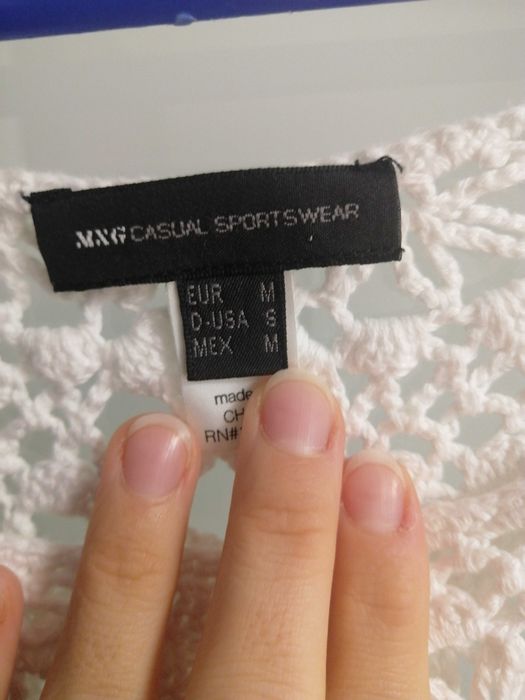 MNG CASUAL SPORTSWEAR
EUR M
D-USA S
MEX M
made
CH
RN#